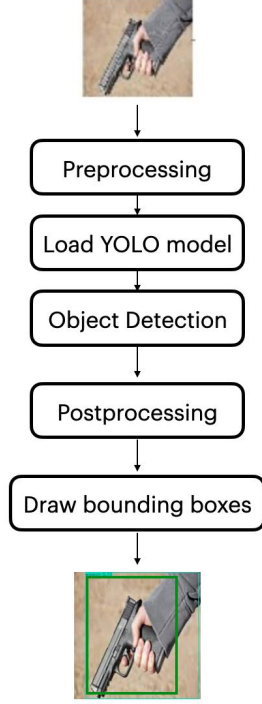 Preprocessing
Load YOLO model
Object Detection
Postprocessing
Draw bounding boxes